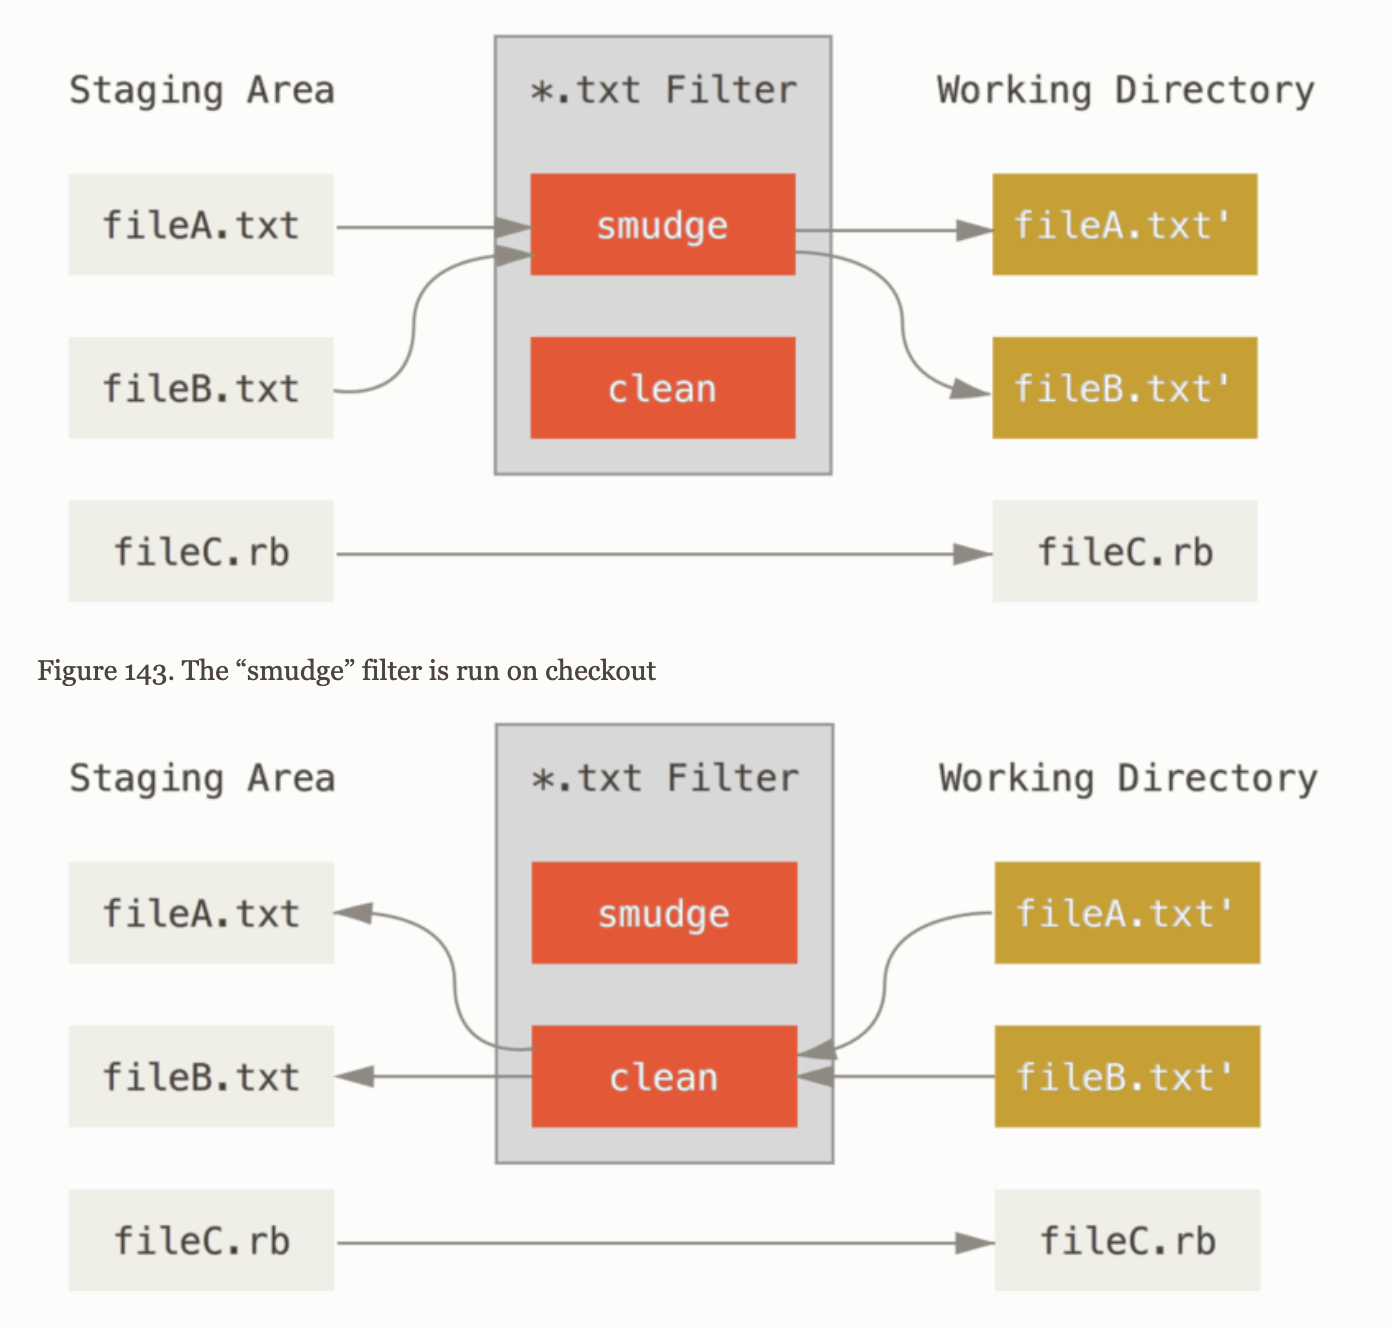 Staging Area
*.txt Filter
Working Directory
fileA.txt
smudge
fileA.txt'
fileB.txt
clean
fileB.txt'
fileC.rb
fileC.rb
Figure 143. The “smudge” filter is run on checkout
Staging Area
*.txt Filter
Working Directory
fileA.txt
smudge
fileA.txt'
fileB.txt
clean
fileB.txt'
fileC.rb
fileC.rb